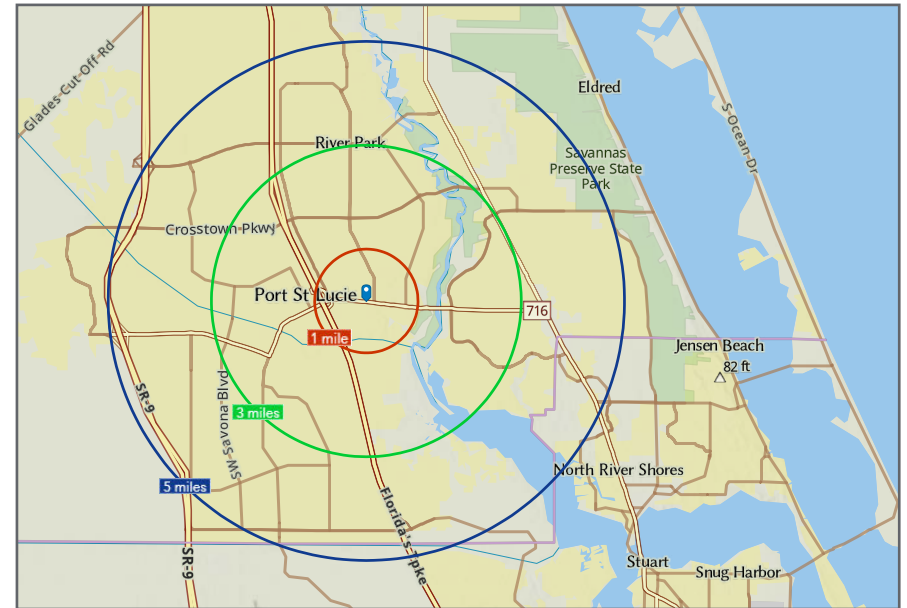 Glades-Cut-Off-Rd
Eldred
S-Ocean-Dr
River Park
Savannas
Preserve State
Park
Crosstown Pkwy
Port St Lucie
716
1 mile
Jensen Beach
82 ft
SR-9
SW-Savona-Blvd
3 miles
North River Shores
5 miles
Florida's-Tpke
SR-9
Stuart
Snug Harbor